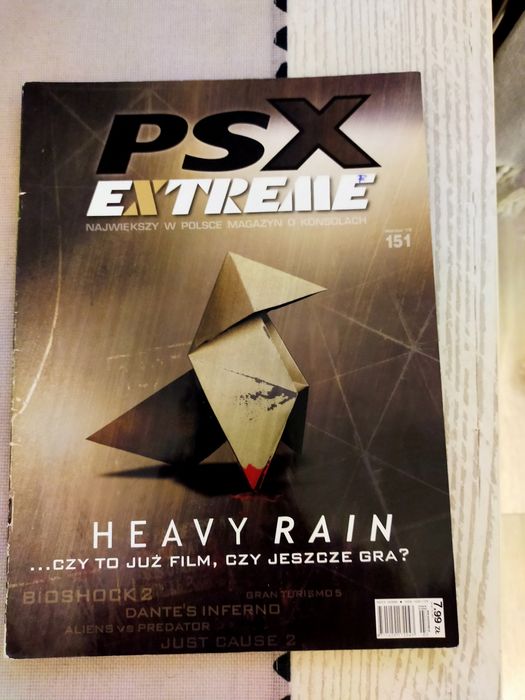 PSX
EXTREME
NAJWIĘKSZY W POLSCE MAGAZYN O KONSOLACH
151
HEAVY RAIN
...CZY TO JUŻ FILM, CZY JESZCZE GRA?
BIOSHOCK 2
GRAN TURISMO 5
DANTE'S INFERNO
ALIENS VS PREDATOR
JUST CAUSE 2
7.99 ZŁ